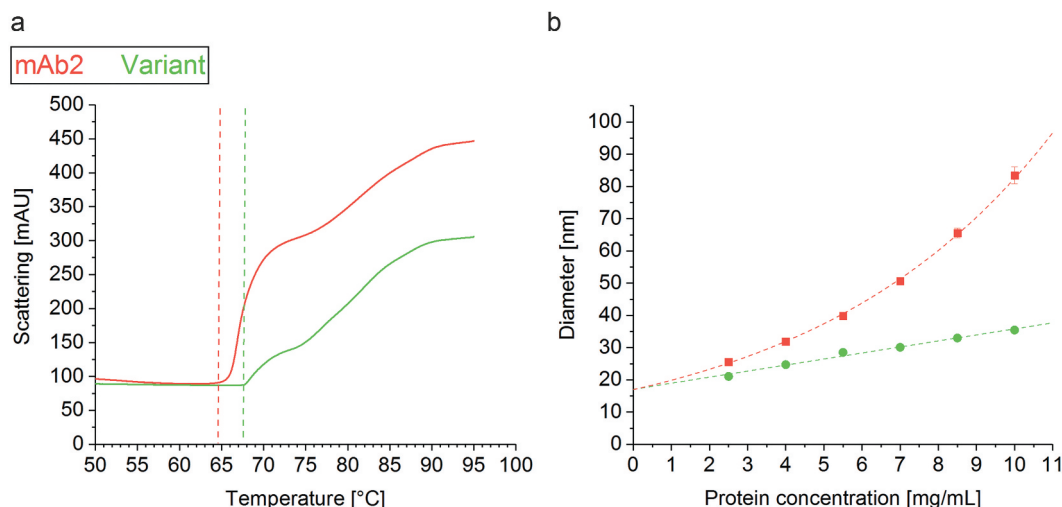 a
mAb2 Variant
500
450
400
350
300
250
200
150
100
50
0
Scattering [mAU]
50 55 60 65 70 75 80 85 90 95 100
Temperature [°C]
b
100
90
80
70
60
50
40
30
20
10
0
Diameter [nm]
0 1 2 3 4 5 6 7 8 9 10 11
Protein concentration [mg/mL]